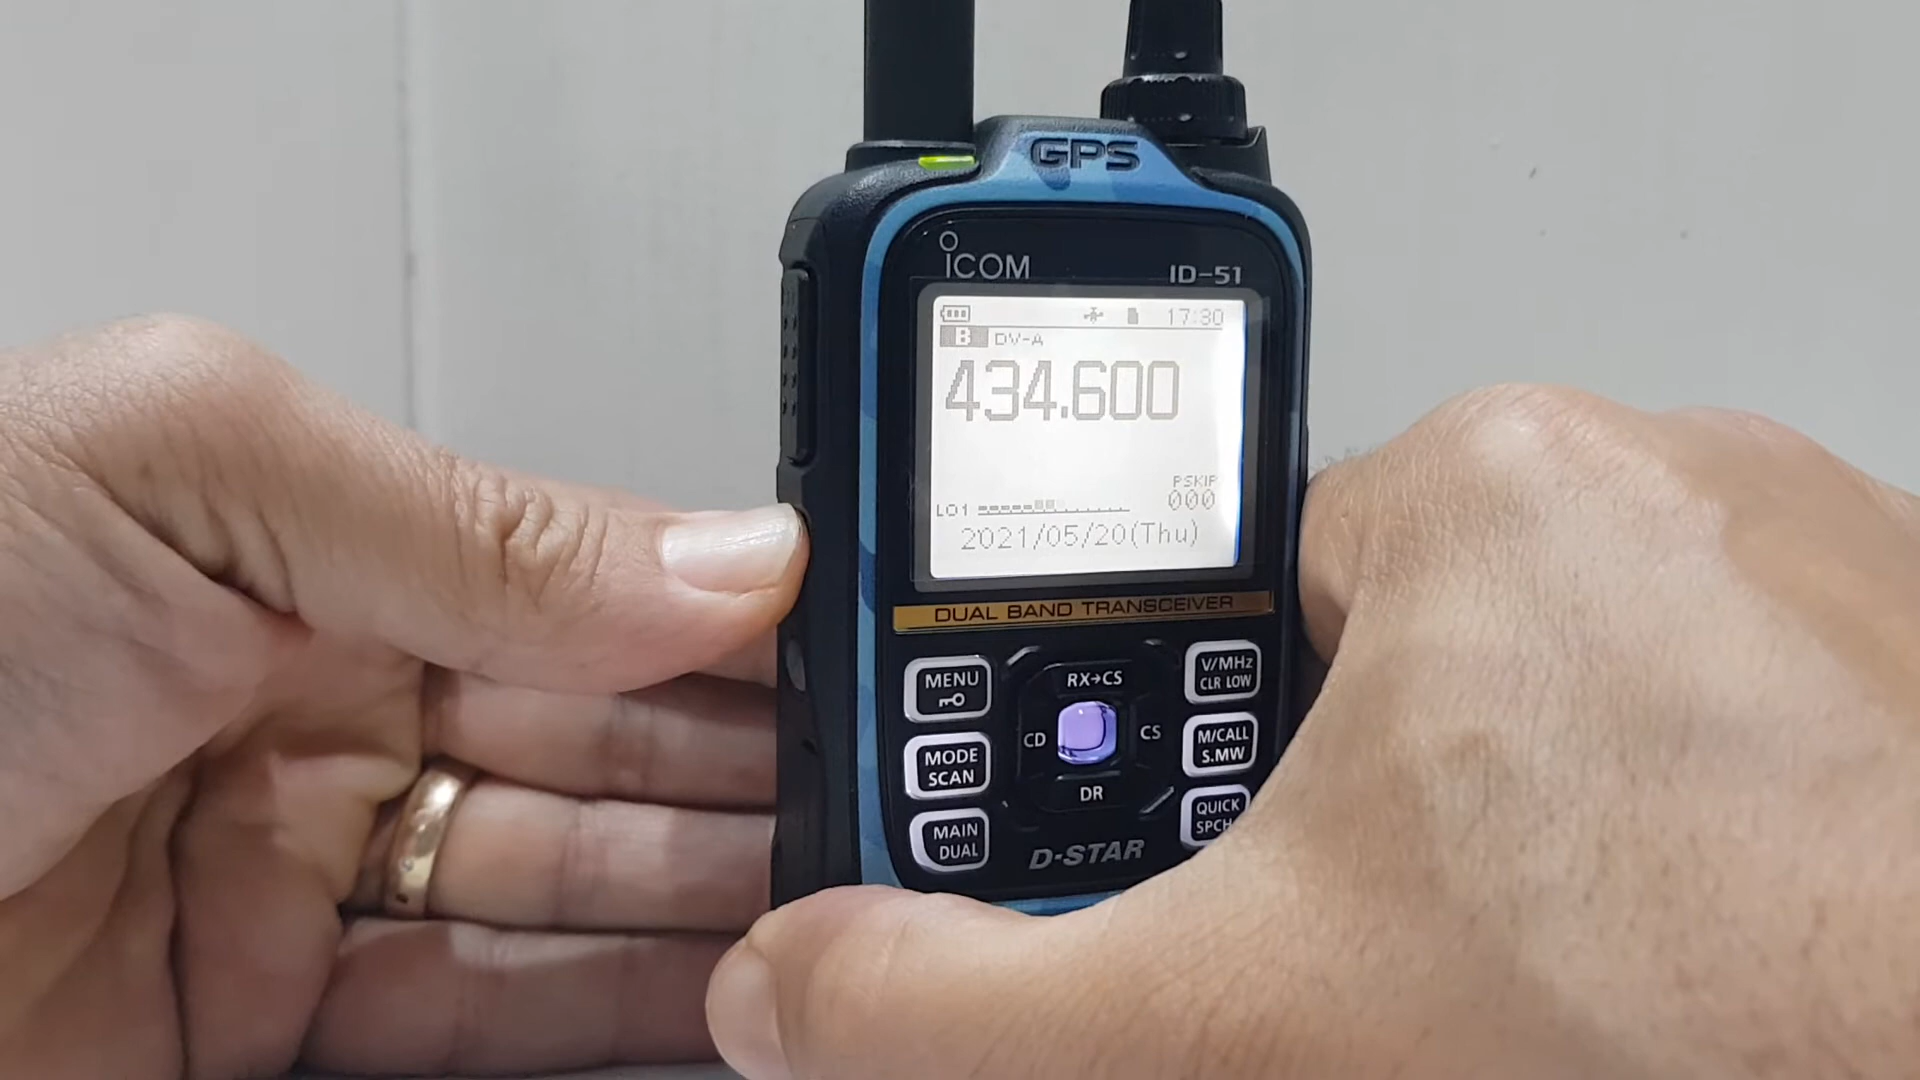 GPS
ICOM
ID-51
17:30
B DV-A
434.600
PSKIP
LO1
000
2021/05/20(Thu)
DUAL BAND TRANSCEIVER
MENU
RX→CS
V/MHz
CLR LOW
CD
CS
MODE
SCAN
M/CALL
S.MW
DR
MAIN
DUAL
QUICK
SPCH
D-STAR